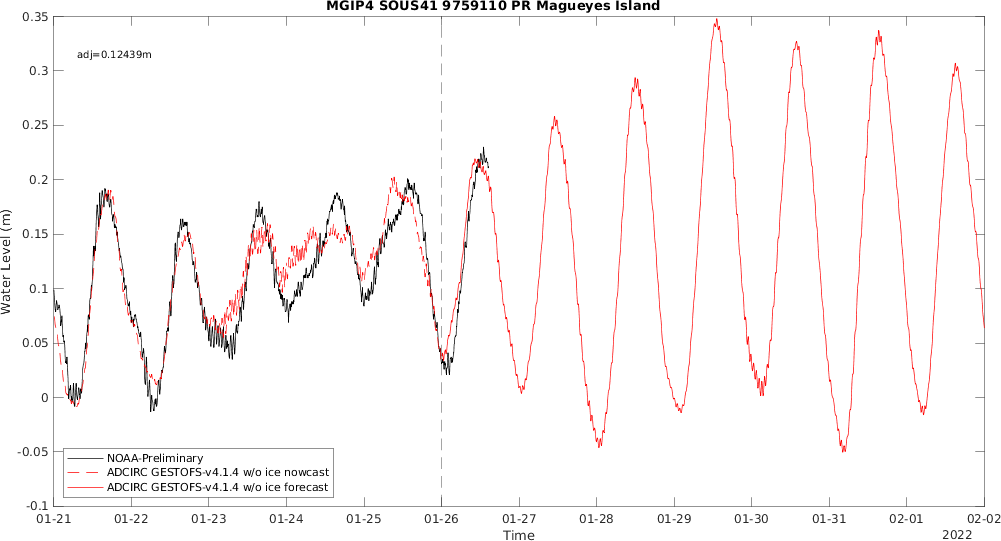 MGIP4 SOUS41 9759110 PR Magueyes Island
adj=0.12439m
0.35
0.3
0.25
0.2
0.15
0.1
0.05
0
-0.05
-0.1
Water Level (m)
NOAA-Preliminary
ADCIRC GESTOFS-v4.1.4 w/o ice nowcast
ADCIRC GESTOFS-v4.1.4 w/o ice forecast
01-21 01-22 01-23 01-24 01-25 01-26 01-27 01-28 01-29 01-30 01-31 02-01 02-02
Time
2022